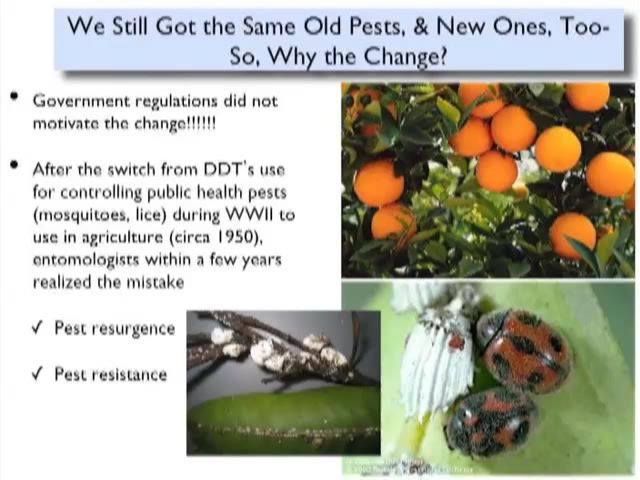 We Still Got the Same Old Pests, & New Ones, Too-
So, Why the Change?
• Government regulations did not
motivate the change!!!!!!
• After the switch from DDT's use
for controlling public health pests
(mosquitoes, lice) during WWII to
use in agriculture (circa 1950),
entomologists within a few years
realized the mistake
✓ Pest resurgence
✓ Pest resistance